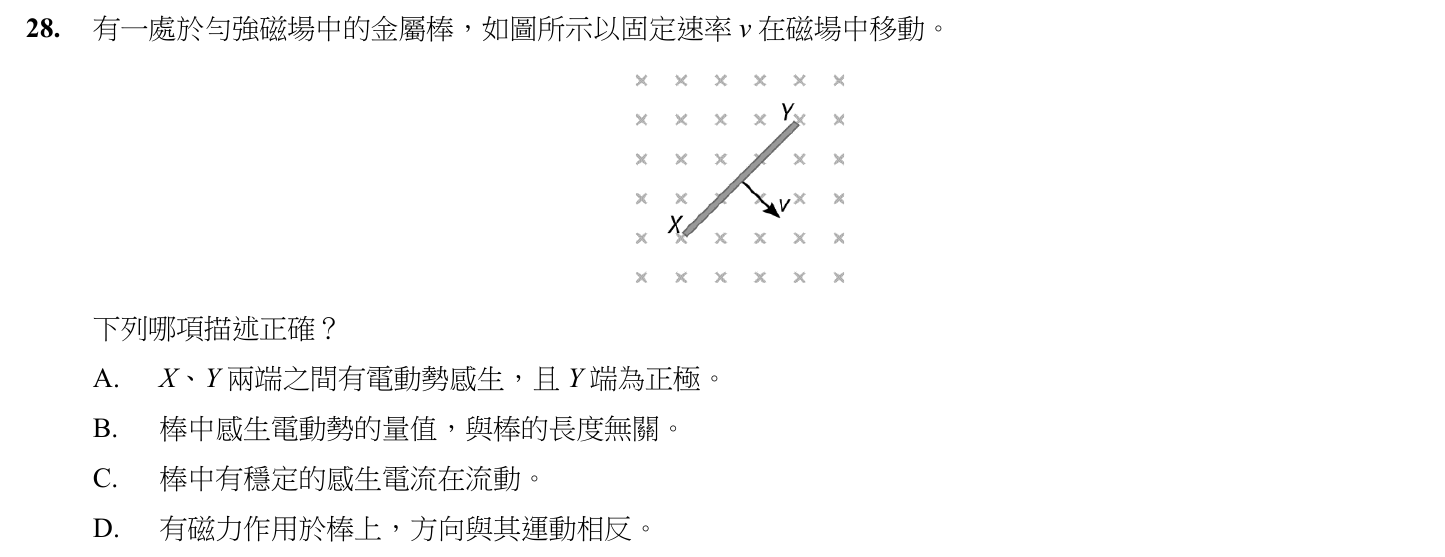 28. 有一處於勻強磁場中的金屬棒，如圖所示以固定速率 v 在磁場中移動。
Y
v
X
下列哪項描述正確？
A. X、Y 兩端之間有電動勢感生，且 Y 端為正極。
B. 棒中感生電動勢的量值，與棒的長度無關。
C. 棒中有穩定的感生電流在流動。
D. 有磁力作用於棒上，方向與其運動相反。